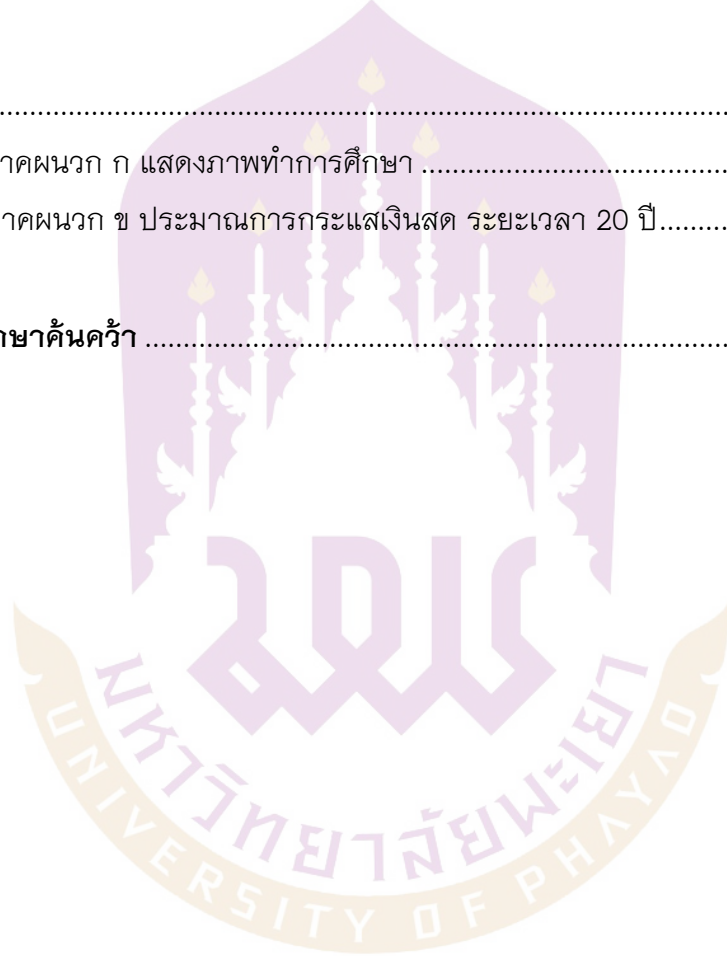 ................................................................................................
าคผนวก ก แสดงภาพทำการศึกษา ..........................................
าคผนวก ข ประมาณการกระแสเงินสด ระยะเวลา 20 ปี.........
าษาค้นคว้า ................................................................................
มหาวิทยาลัยพะเยา
UNIVERSITY OF PHAYAO